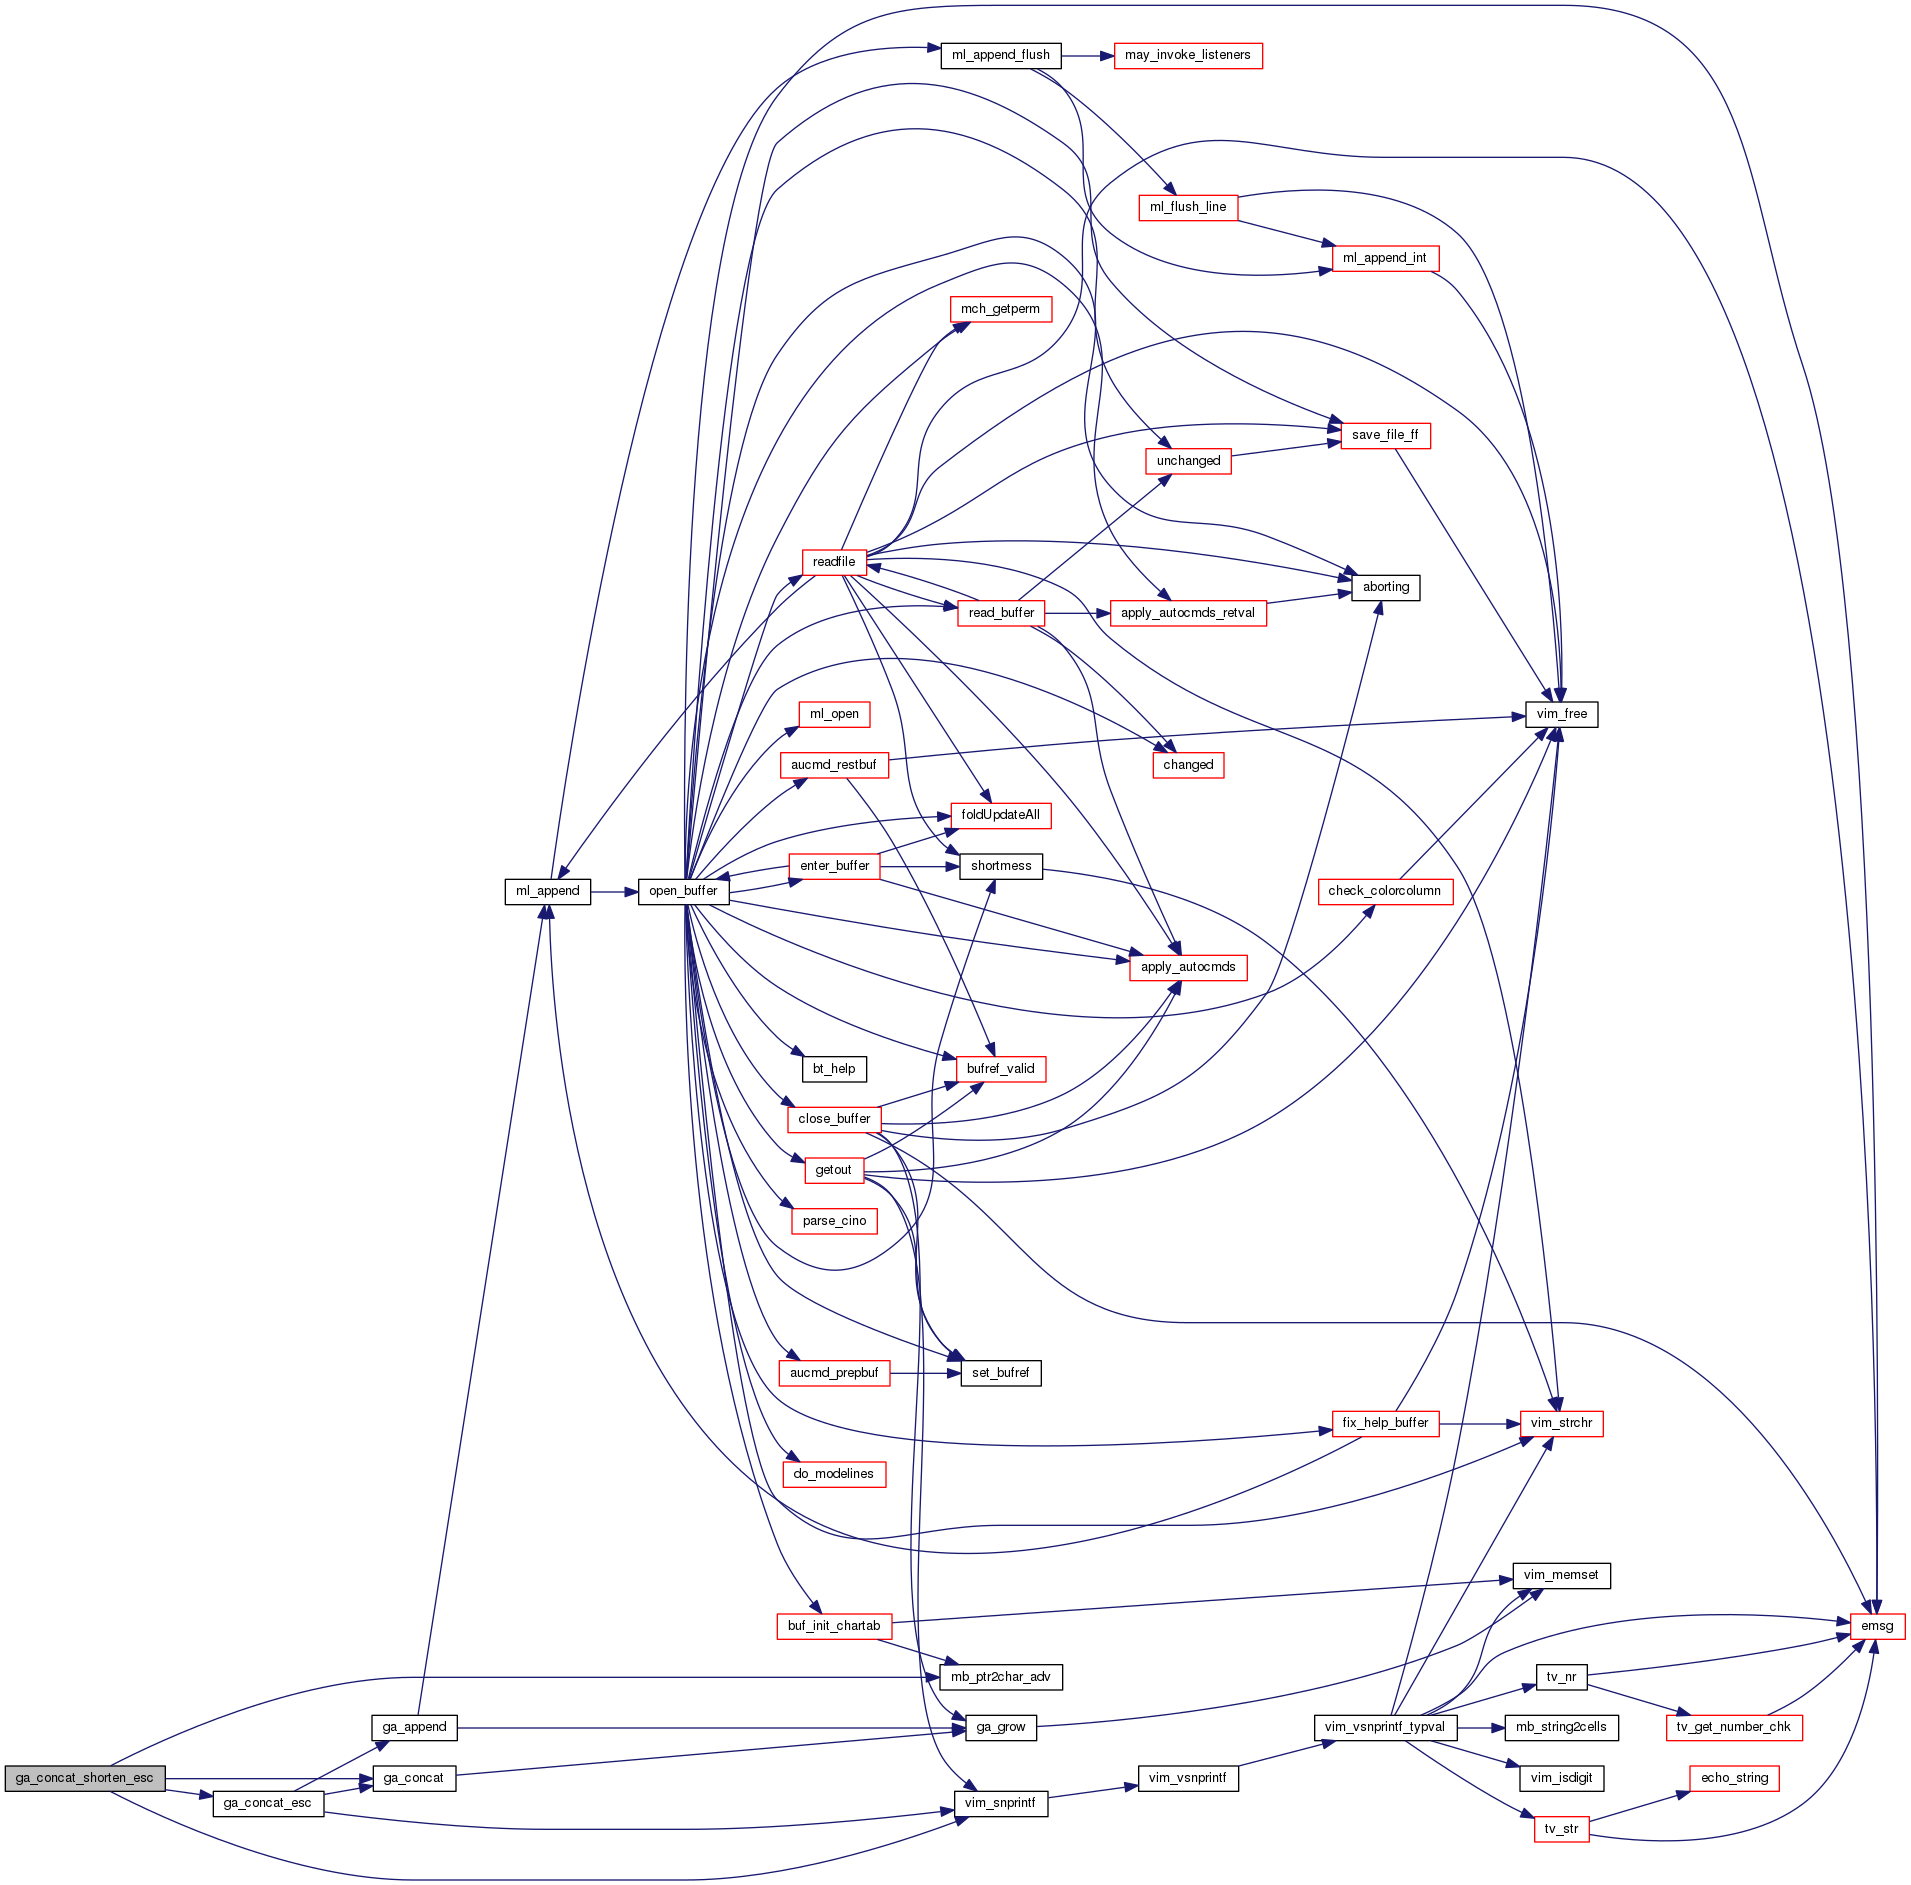 ml_append_flush
may_invoke_listeners
ml_flush_line
ml_append_int
mch_getperm
save_file_ff
unchanged
readfile
aborting
read_buffer
apply_autocmds_retval
ml_open
vim_free
aucmd_restbuf
changed
foldUpdateAll
enter_buffer
shortmess
ml_append
open_buffer
check_colorcolumn
apply_autocmds
bt_help
bufref_valid
close_buffer
getout
parse_cino
aucmd_prepbuf
set_bufref
fix_help_buffer
vim_strchr
do_modelines
vim_memset
buf_init_chartab
emsg
mb_ptr2char_adv
tv_nr
ga_append
ga_grow
vim_vsnprintf_typval
mb_string2cells
tv_get_number_chk
ga_concat_shorten_esc
ga_concat
vim_vsnprintf
vim_isdigit
echo_string
ga_concat_esc
vim_snprintf
tv_str